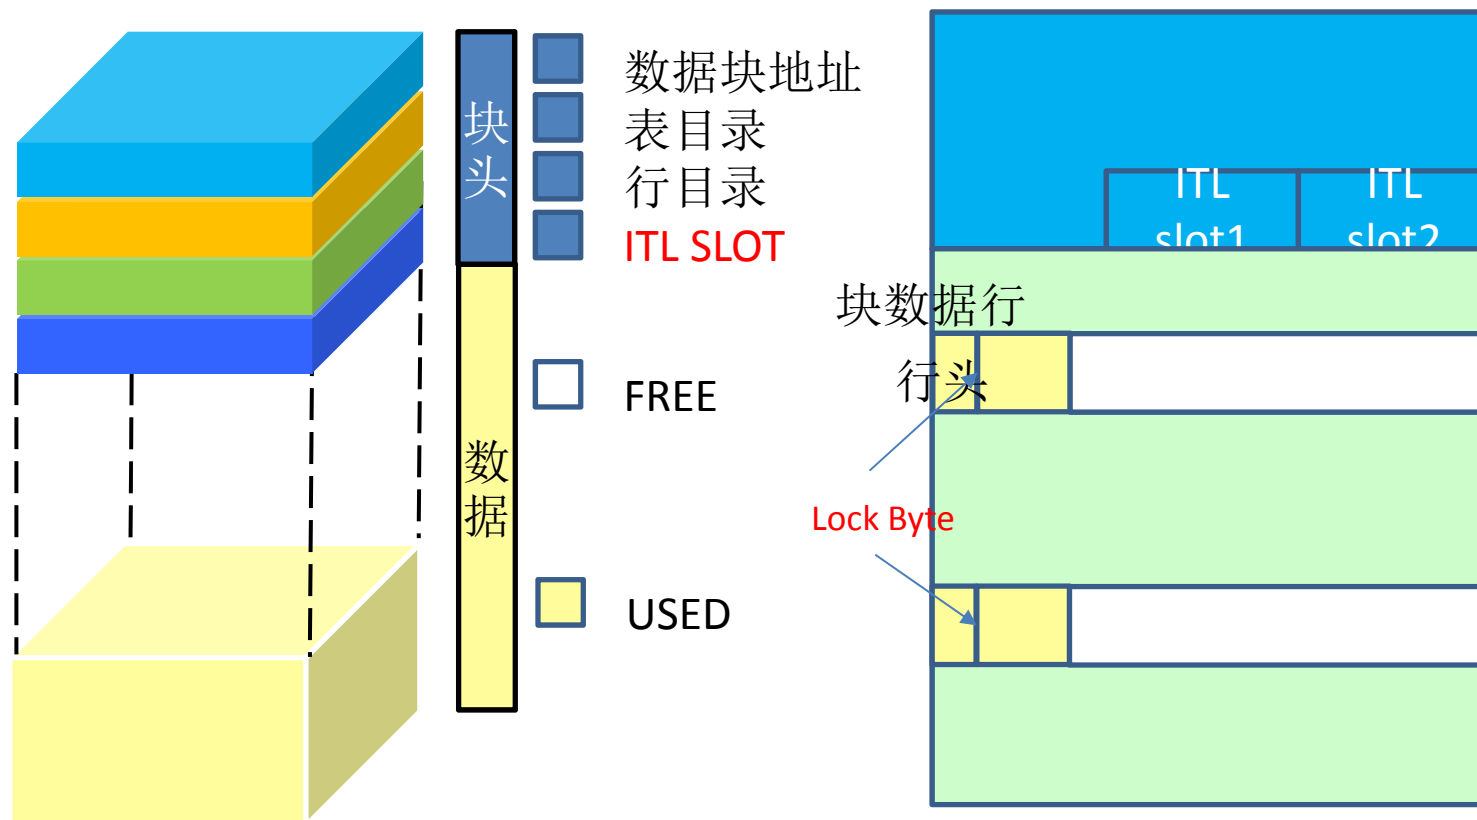 块
头
数据块地址
表目录
行目录
ITL SLOT
数
据
FREE
USED
ITL
slot1
ITL
slot2
块数据行
行头
Lock Byte